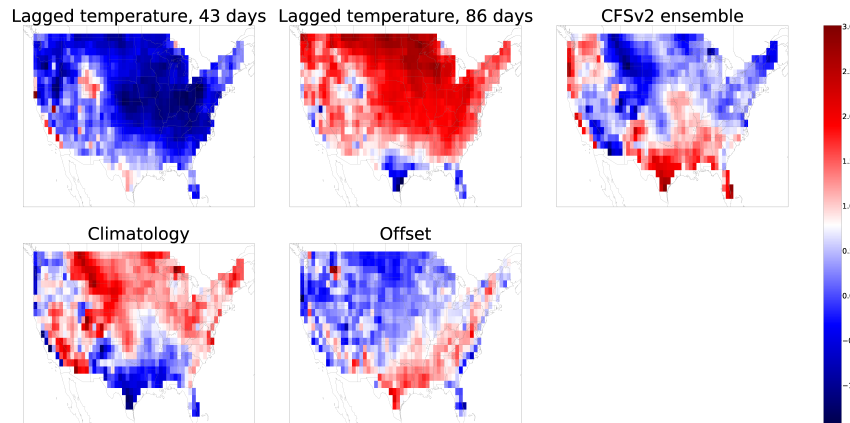 Lagged temperature, 43 days
Lagged temperature, 86 days
CFSv2 ensemble
Climatology
Offset